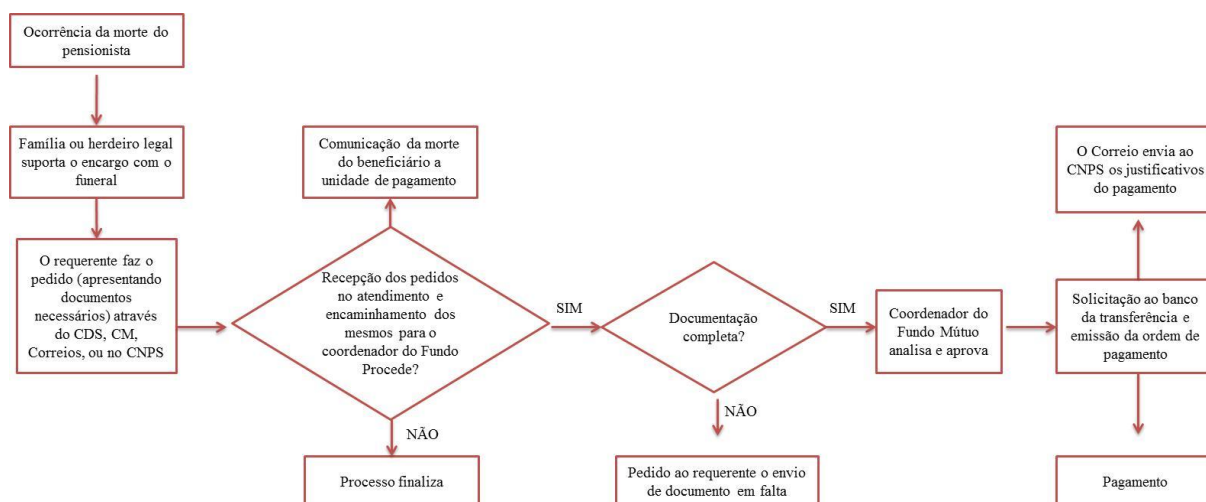 Ocorrência da morte do
pensionista
Família ou herdeiro legal
suporta o encargo com o
funeral
O requerente faz o
pedido (apresentando
documentos
necessários) através
do CDS, CM,
Correios, ou no CNPS
Comunicação da morte
do beneficiário a
unidade de pagamento
Recepção dos pedidos
no atendimento e
encaminhamento dos
mesmos para o
coordenador do Fundo
Procede?
SIM
NÃO
Processo finaliza
Documentação
completa?
SIM
NÃO
Pedido ao requerente o envio
de documento em falta
Coordenador do
Fundo Mútuo
analisa e aprova
O Correio envia ao
CNPS os justificativos
do pagamento
Solicitação ao banco
da transferência e
emissão da ordem de
pagamento
Pagamento